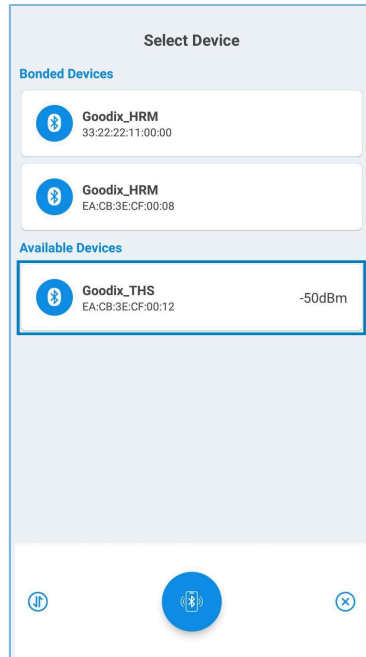 Select Device
Bonded Devices
Goodix_HRM
33:22:22:11:00:00
Goodix_HRM
EA:CB:3E:CF:00:08
Available Devices
Goodix_THS
EA:CB:3E:CF:00:12
-50dBm